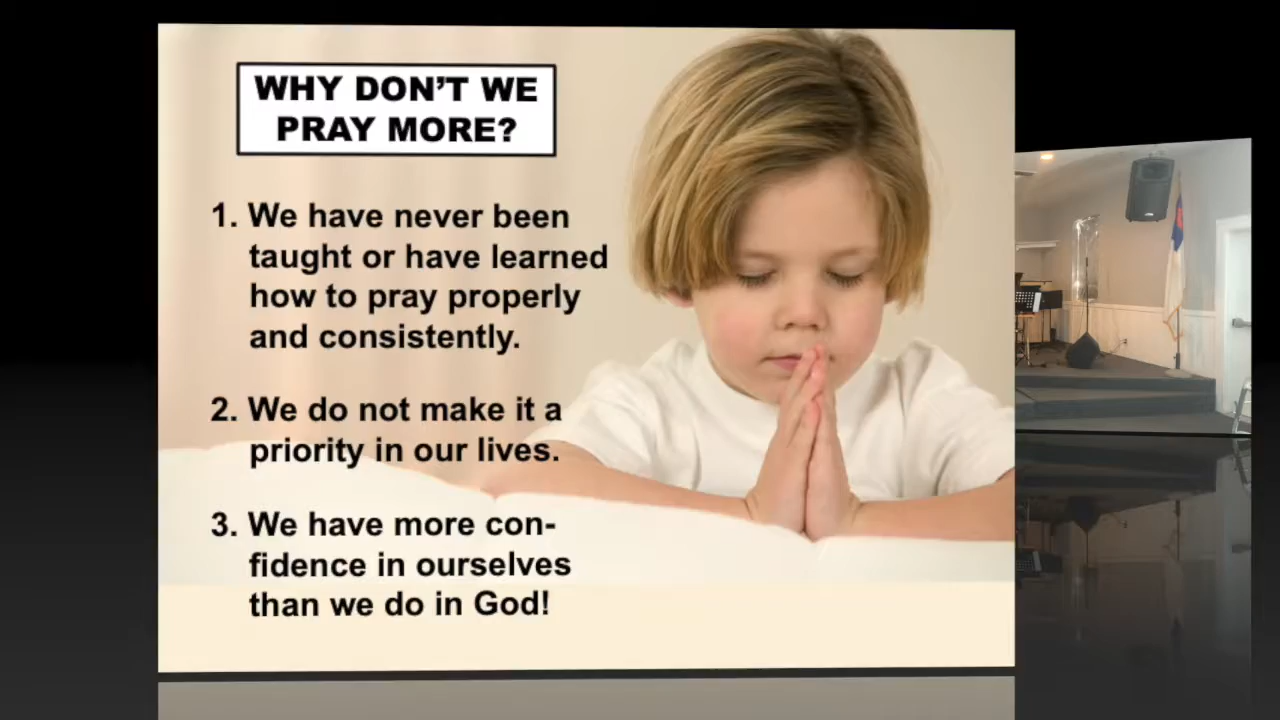 WHY DON'T WE
PRAY MORE?
1. We have never been
taught or have learned
how to pray properly
and consistently.
2. We do not make it a
priority in our lives.
3. We have more con-
fidence in ourselves
than we do in God!